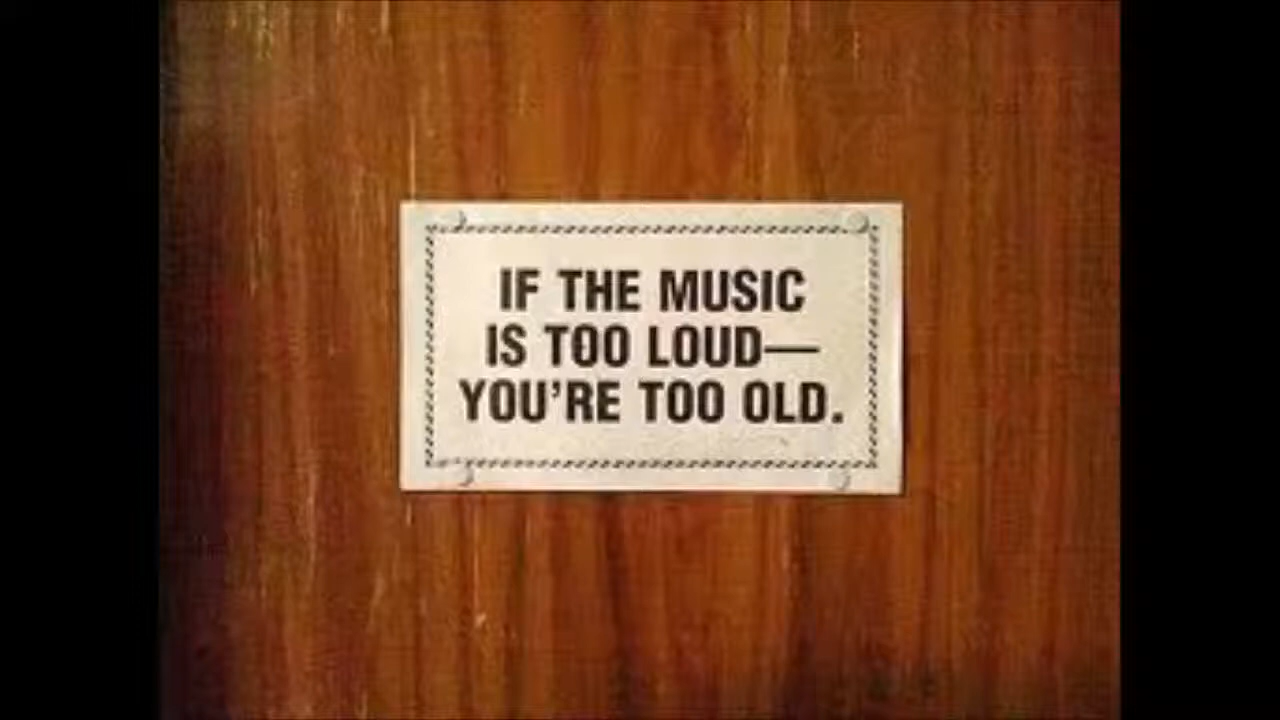 IF THE MUSIC
IS TOO LOUD—
YOU'RE TOO OLD.